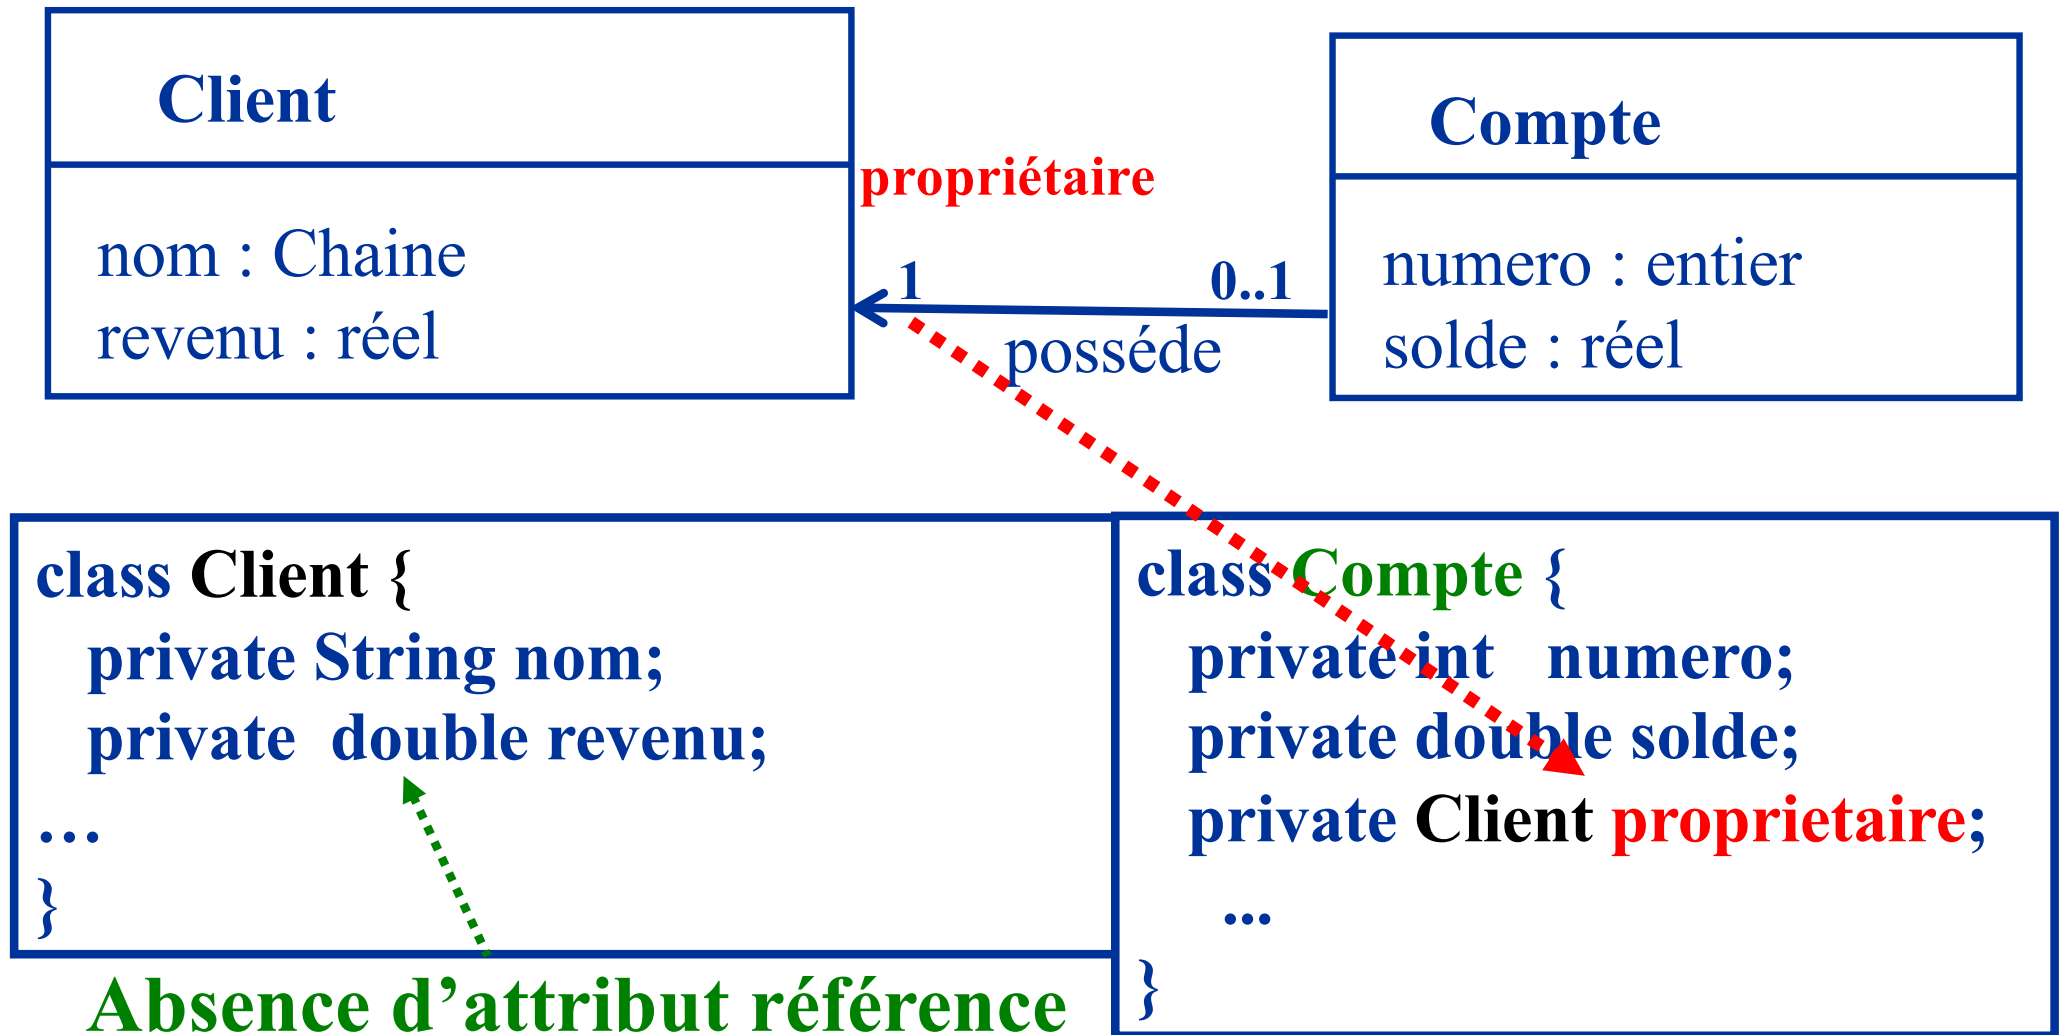 Client
nom : Chaine
revenu : réel
propriétaire
1
0..1
posséde
Compte
numero : entier
solde : réel
class Client {
private String nom;
private double revenu;
...
}
Absence d’attribut référence
class Compte {
private int numero;
private double solde;
private Client proprietaire;
...
}